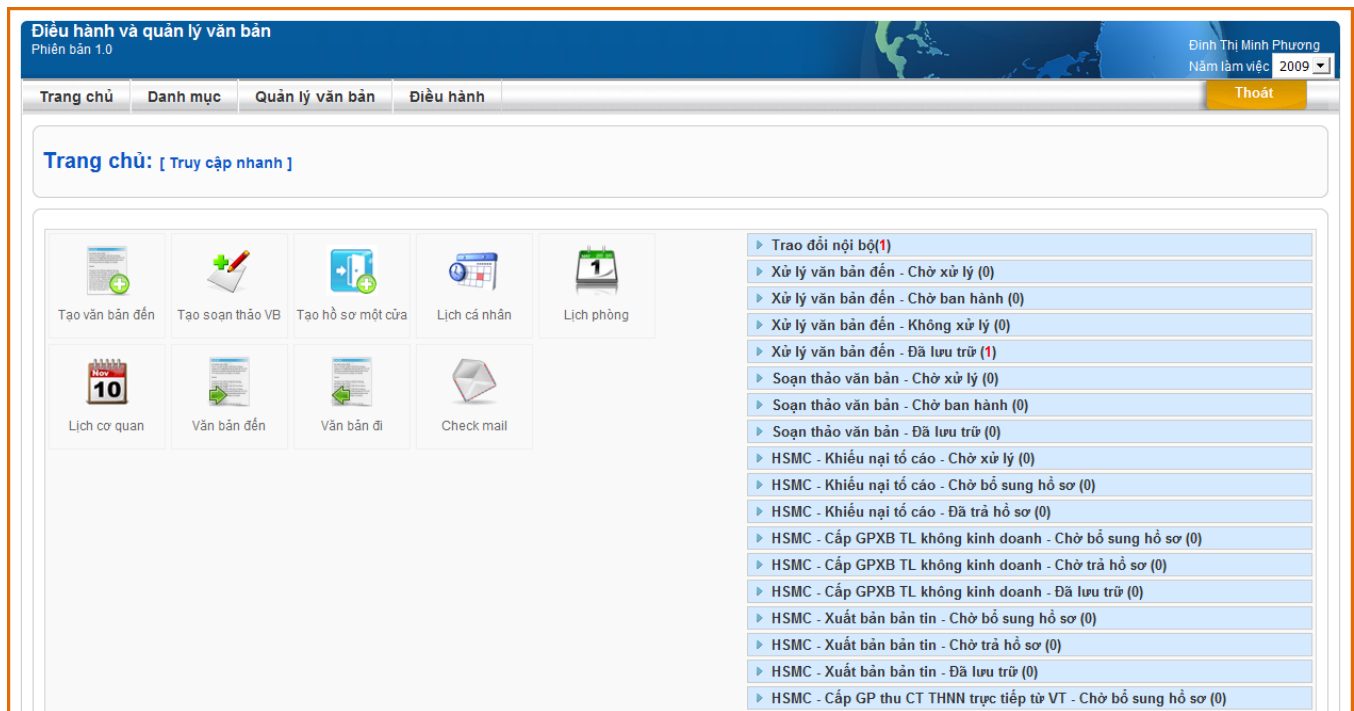 Điều hành và quản lý văn bản
Phiên bản 1.0
Đinh Thị Minh Phương
Năm làm việc 2009
Trang chủ Danh mục Quản lý văn bản Điều hành Thoát
Trang chủ: [ Truy cập nhanh ]
Tạo văn bản đến Tạo soạn thảo VB Tạo hồ sơ một cửa Lịch cá nhân 1 Lịch phòng
Nov 10
Lịch cơ quan Văn bản đến Văn bản đi Check mail
Trao đổi nội bộ(1)
Xử lý văn bản đến - Chờ xử lý (0)
Xử lý văn bản đến - Chờ ban hành (0)
Xử lý văn bản đến - Không xử lý (0)
Xử lý văn bản đến - Đã lưu trữ (1)
Soạn thảo văn bản - Chờ xử lý (0)
Soạn thảo văn bản - Chờ ban hành (0)
Soạn thảo văn bản - Đã lưu trữ (0)
HSMC - Khiếu nại tố cáo - Chờ xử lý (0)
HSMC - Khiếu nại tố cáo - Chờ bổ sung hồ sơ (0)
HSMC - Khiếu nại tố cáo - Đã trả hồ sơ (0)
HSMC - Cấp GPXB TL không kinh doanh - Chờ bổ sung hồ sơ (0)
HSMC - Cấp GPXB TL không kinh doanh - Chờ trả hồ sơ (0)
HSMC - Cấp GPXB TL không kinh doanh - Đã lưu trữ (0)
HSMC - Xuất bản bản tin - Chờ bổ sung hồ sơ (0)
HSMC - Xuất bản bản tin - Chờ trả hồ sơ (0)
HSMC - Xuất bản bản tin - Đã lưu trữ (0)
HSMC - Cấp GP thu CT THNN trực tiếp từ VT - Chờ bổ sung hồ sơ (0)